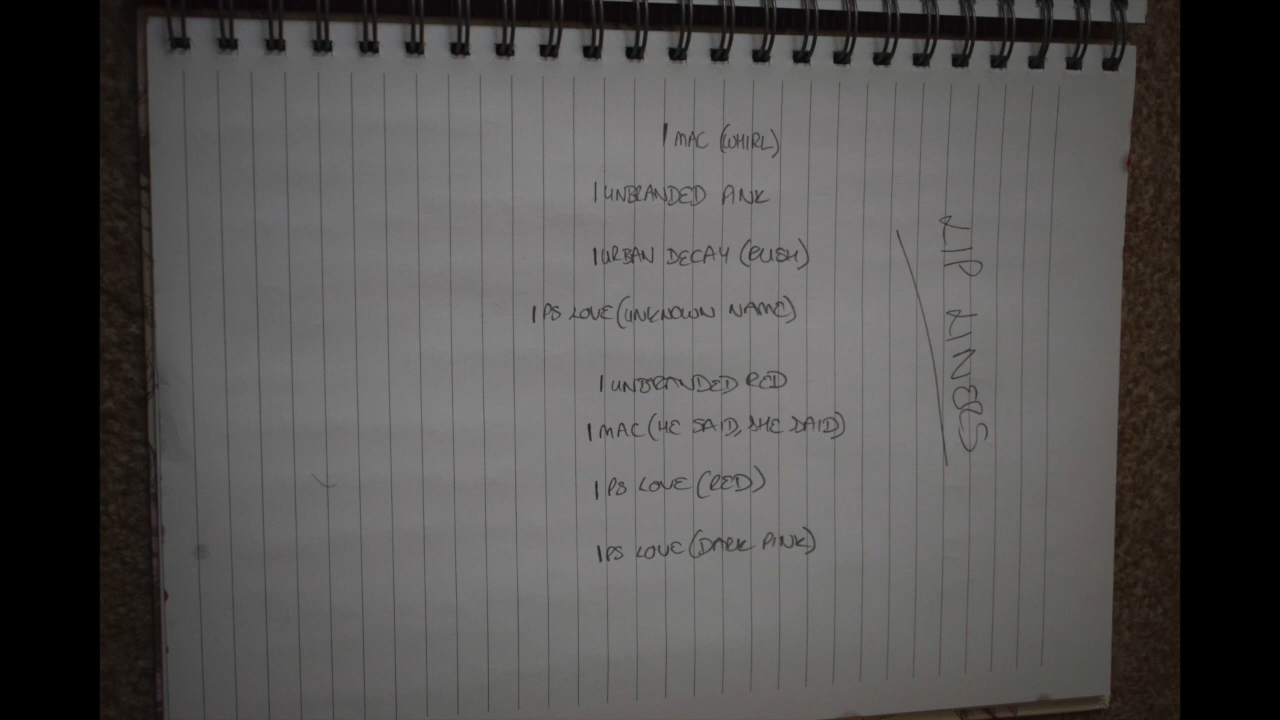 LIP LINERS
1 MAC (WHIRL)
1 UNBRANDED PINK
1 URBAN DECAY (RUSH)
1 PS LOVE (UNKNOWN NAME)
1 UNBRANDED RED
1 MAC (HE SAID, SHE SAID)
1 PS LOVE (RED)
1 PS LOVE (DARK PINK)